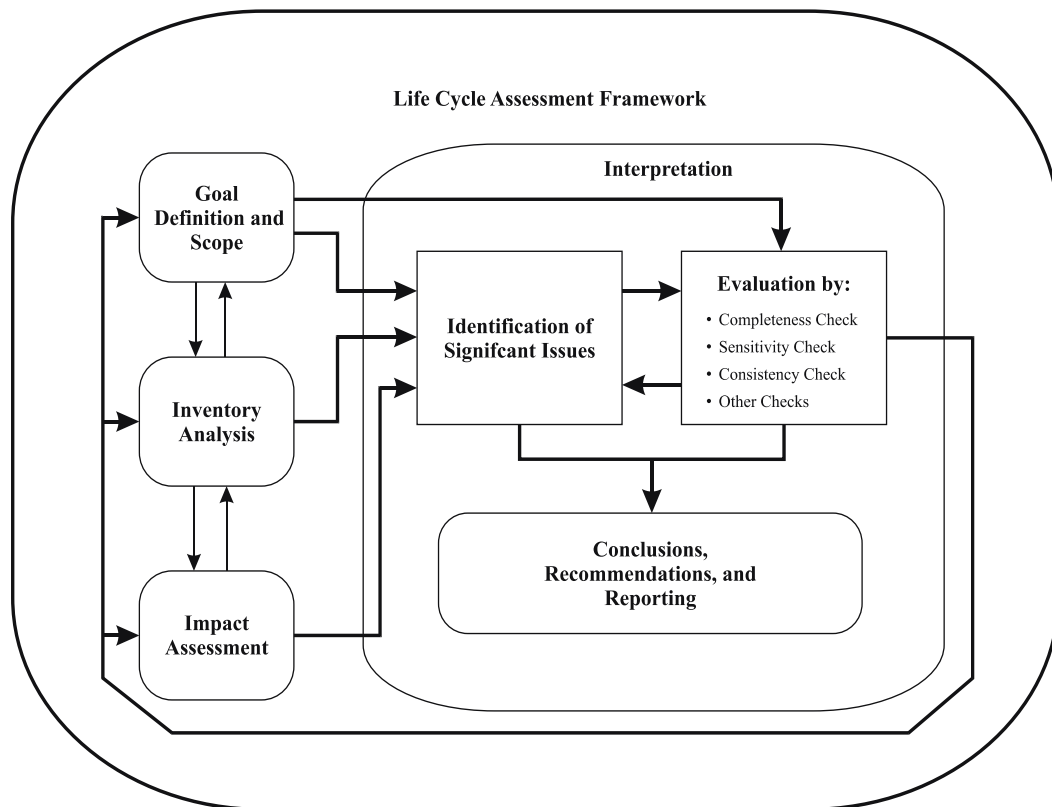 Life Cycle Assessment Framework
Interpretation
Goal
Definition and
Scope
Inventory
Analysis
Impact
Assessment
Identification of
Signifcant Issues
Evaluation by:
• Completeness Check
• Sensitivity Check
• Consistency Check
• Other Checks
Conclusions,
Recommendations, and
Reporting